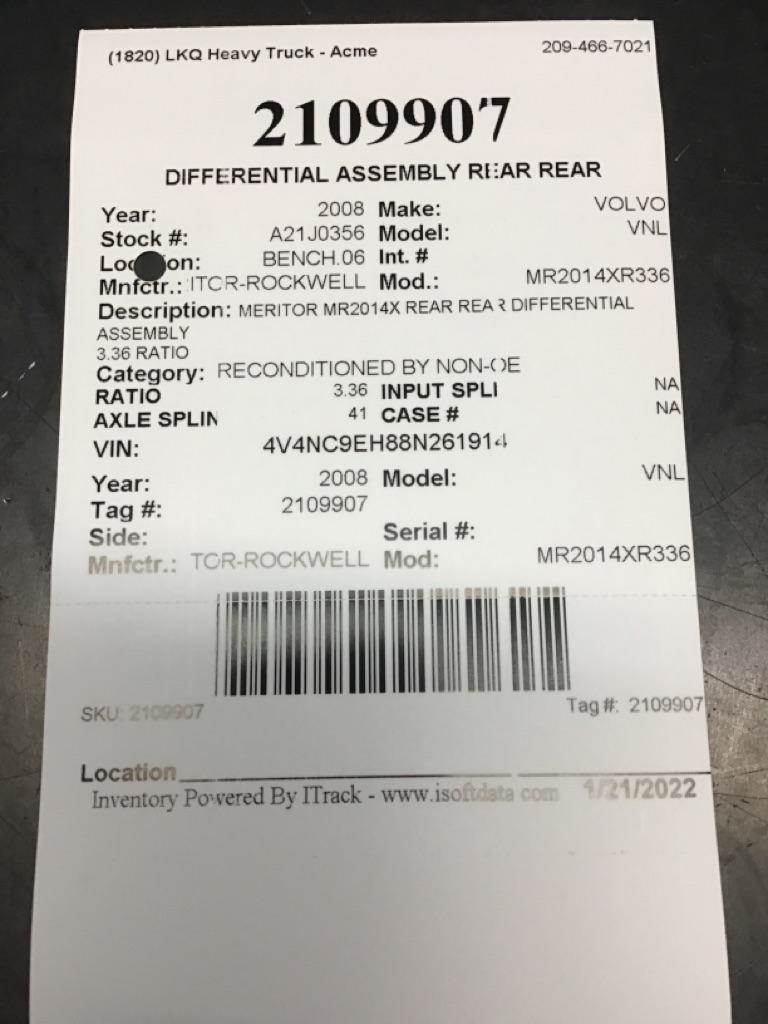 (1820) LKQ Heavy Truck - Acme 209-466-7021
2109907
DIFFERENTIAL ASSEMBLY REAR REAR
Year: 2008 Make: VOLVO
Stock #: A21J0356 Model: VNL
Location: BENCH.06 Int. #
Mnfctr.: ITOR-ROCKWELL Mod.: MR2014XR336
Description: MERITOR MR2014X REAR REAR DIFFERENTIAL
ASSEMBLY
3.36 RATIO
Category: RECONDITIONED BY NON-OE
RATIO 3.36 INPUT SPLI NA
AXLE SPLIN 41 CASE # NA
VIN: 4V4NC9EH88N261914
Year: 2008 Model: VNL
Tag #: 2109907
Side: Serial #:
Mnfctr.: TOR-ROCKWELL Mod: MR2014XR336
SKU: 2109907 Tag #: 2109907
Location
Inventory Powered By ITrack - www.isoftdata.com 1/21/2022